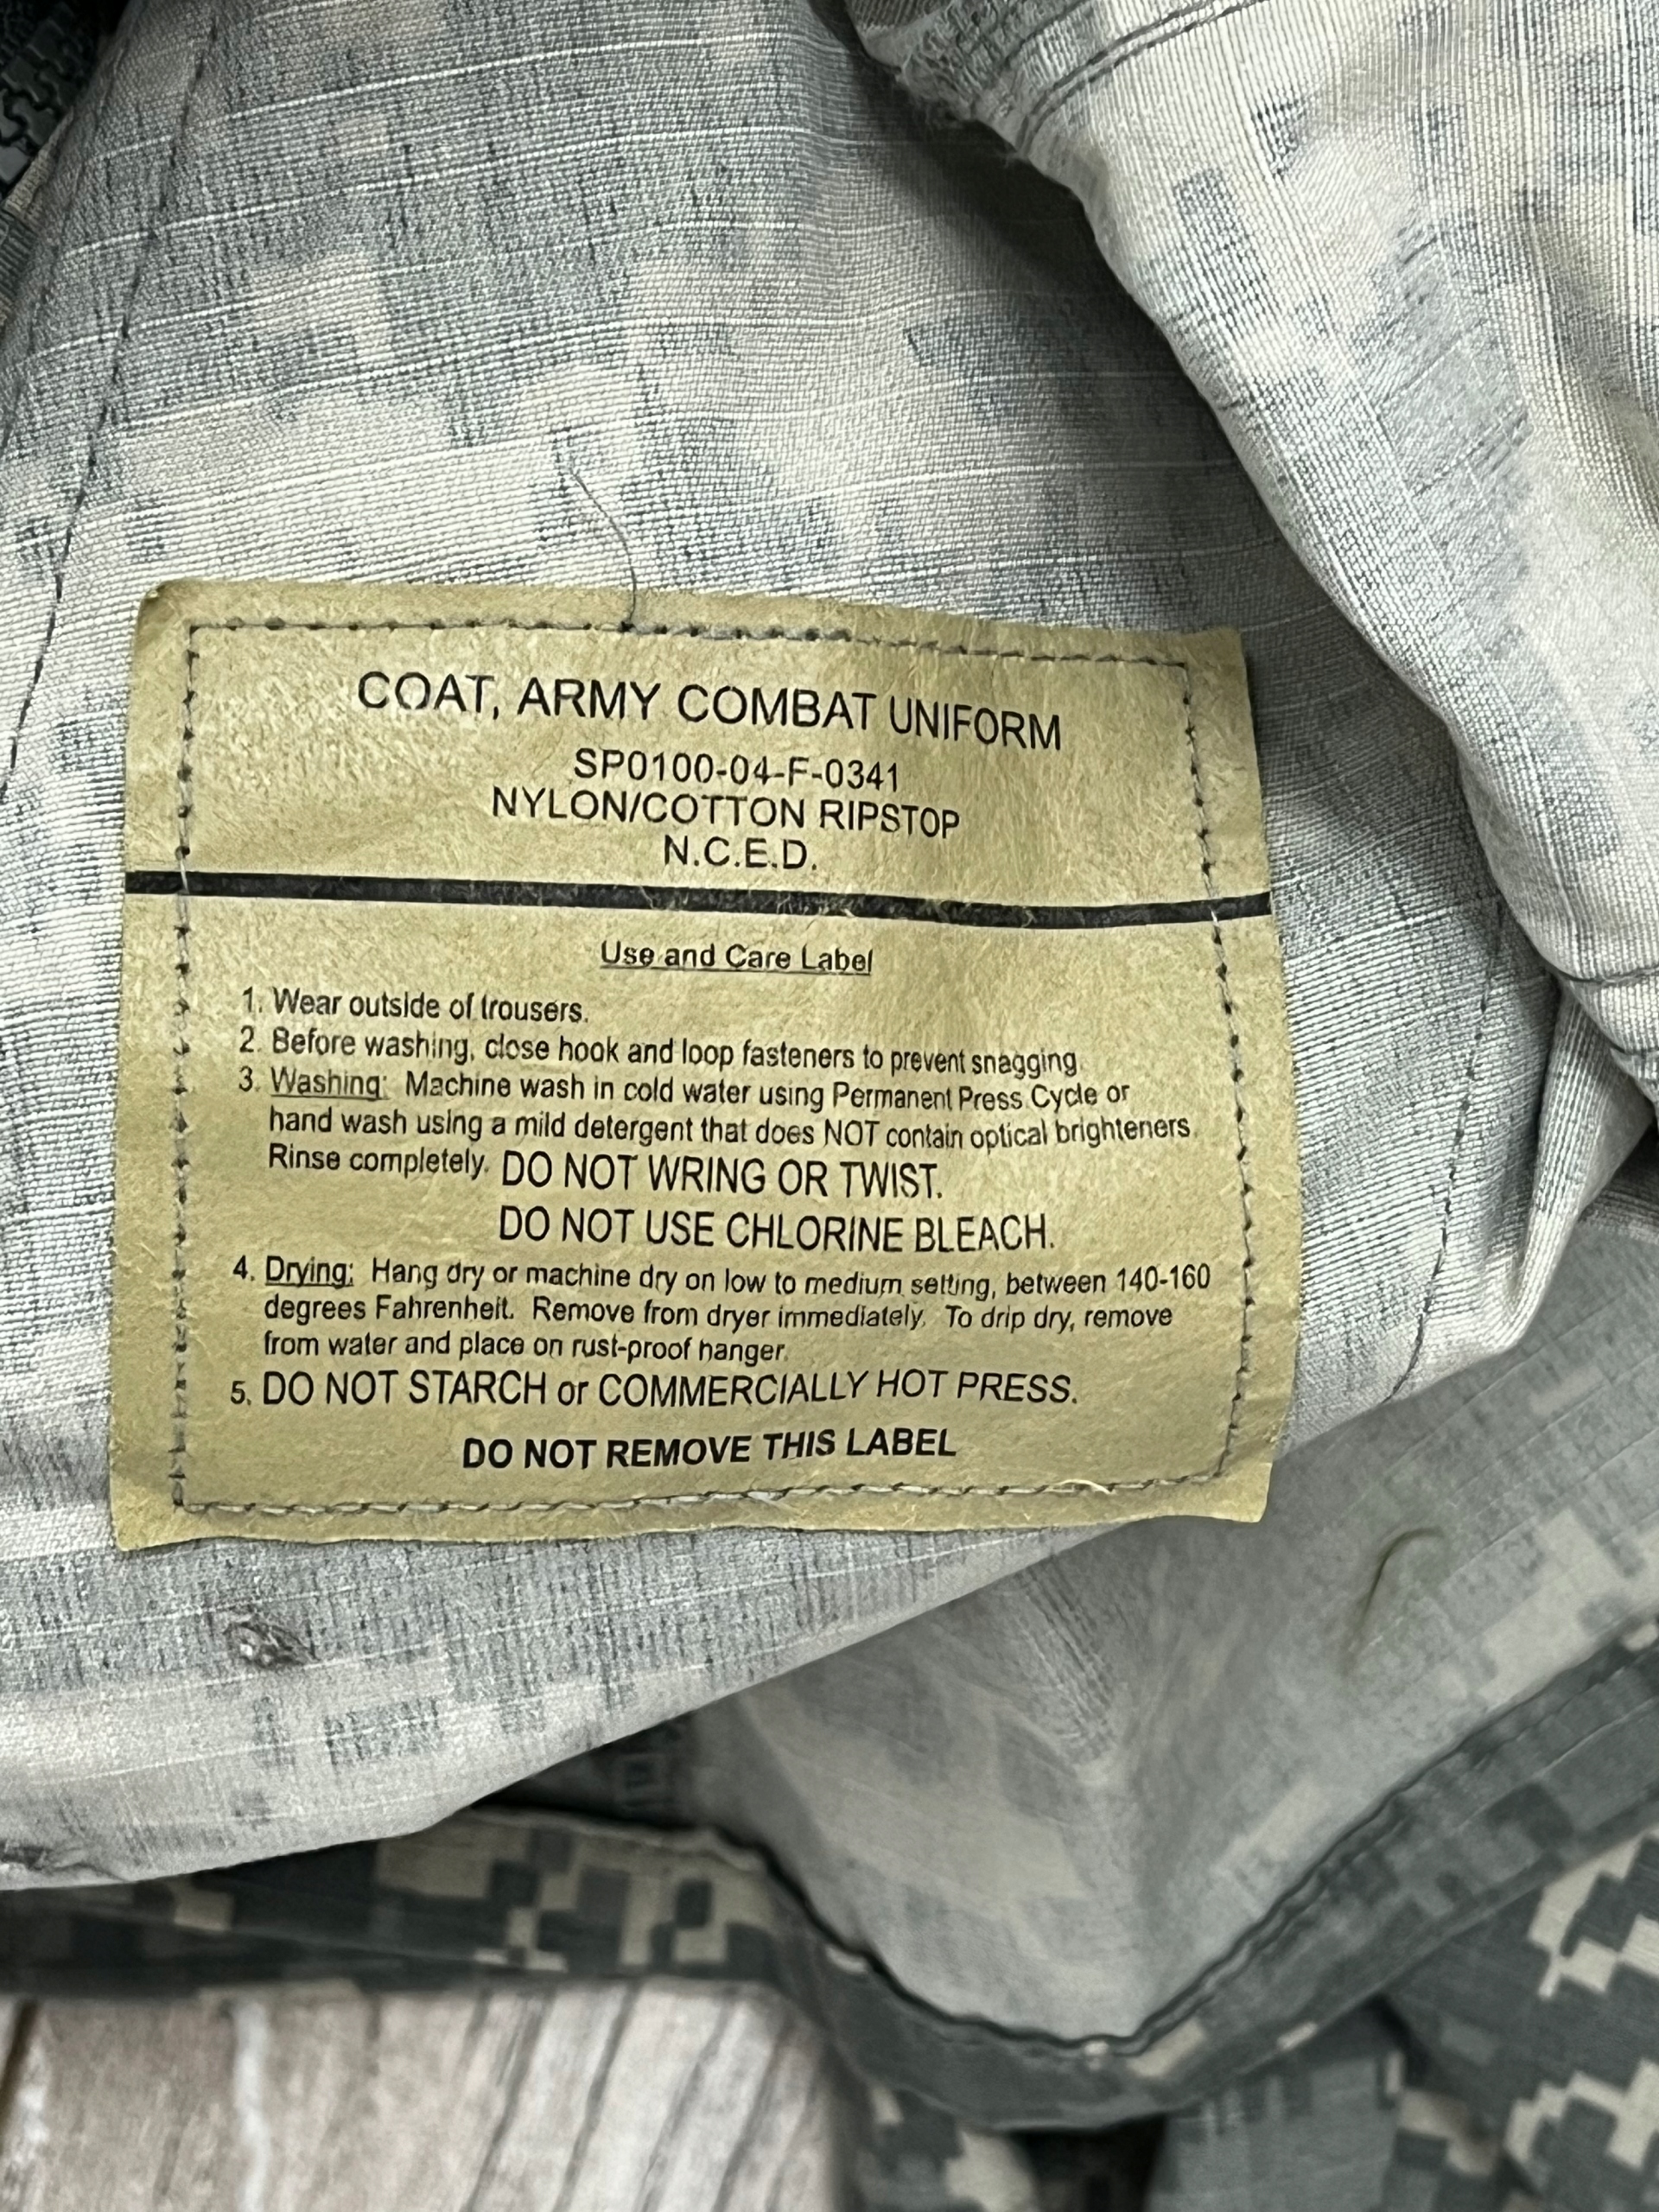 COAT, ARMY COMBAT UNIFORM
SP0100-04-F-0341
NYLON/COTTON RIPSTOP
N.C.E.D.
Use and Care Label
1. Wear outside of trousers.
2. Before washing, close hook and loop fasteners to prevent snagging.
3. Washing: Machine wash in cold water using Permanent Press Cycle or
hand wash using a mild detergent that does NOT contain optical brighteners.
Rinse completely. DO NOT WRING OR TWIST.
DO NOT USE CHLORINE BLEACH.
4. Drying: Hang dry or machine dry on low to medium setting, between 140-160
degrees Fahrenheit. Remove from dryer immediately. To drip dry, remove
from water and place on rust-proof hanger.
5. DO NOT STARCH or COMMERCIALLY HOT PRESS.
DO NOT REMOVE THIS LABEL